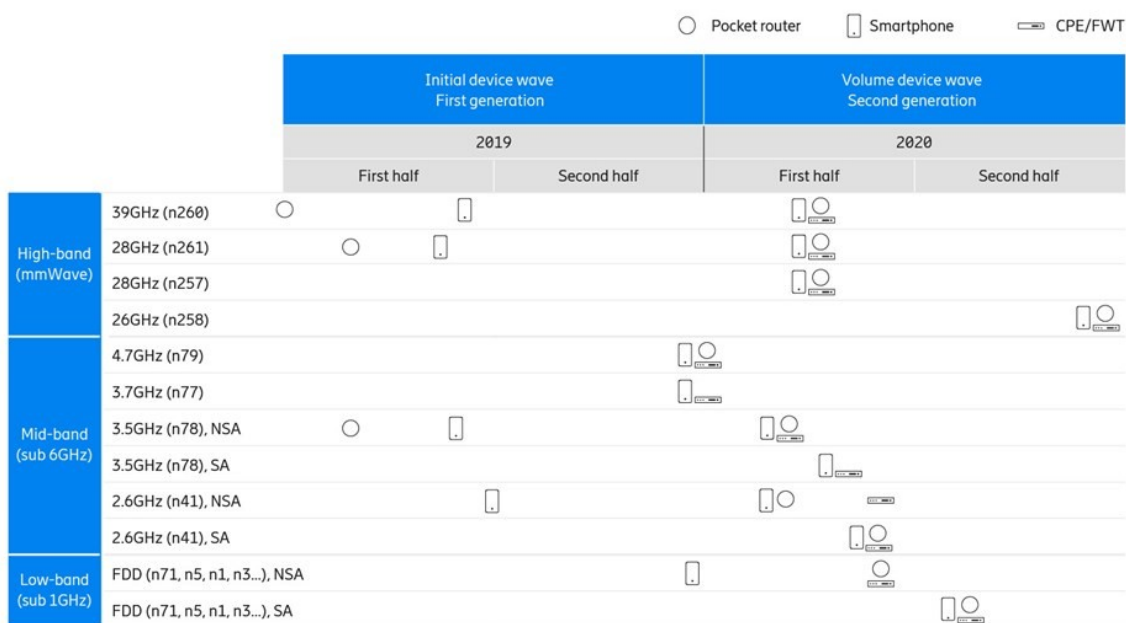 Pocket router
Smartphone
CPE/FWT
Initial device wave
First generation
Volume device wave
Second generation
2019
2020
First half
Second half
First half
Second half
High-band
(mmWave)
39GHz (n260)
28GHz (n261)
28GHz (n257)
26GHz (n258)
Mid-band
(sub 6GHz)
4.7GHz (n79)
3.7GHz (n77)
3.5GHz (n78), NSA
3.5GHz (n78), SA
2.6GHz (n41), NSA
2.6GHz (n41), SA
Low-band
(sub 1GHz)
FDD (n71, n5, n1, n3...), NSA
FDD (n71, n5, n1, n3...), SA